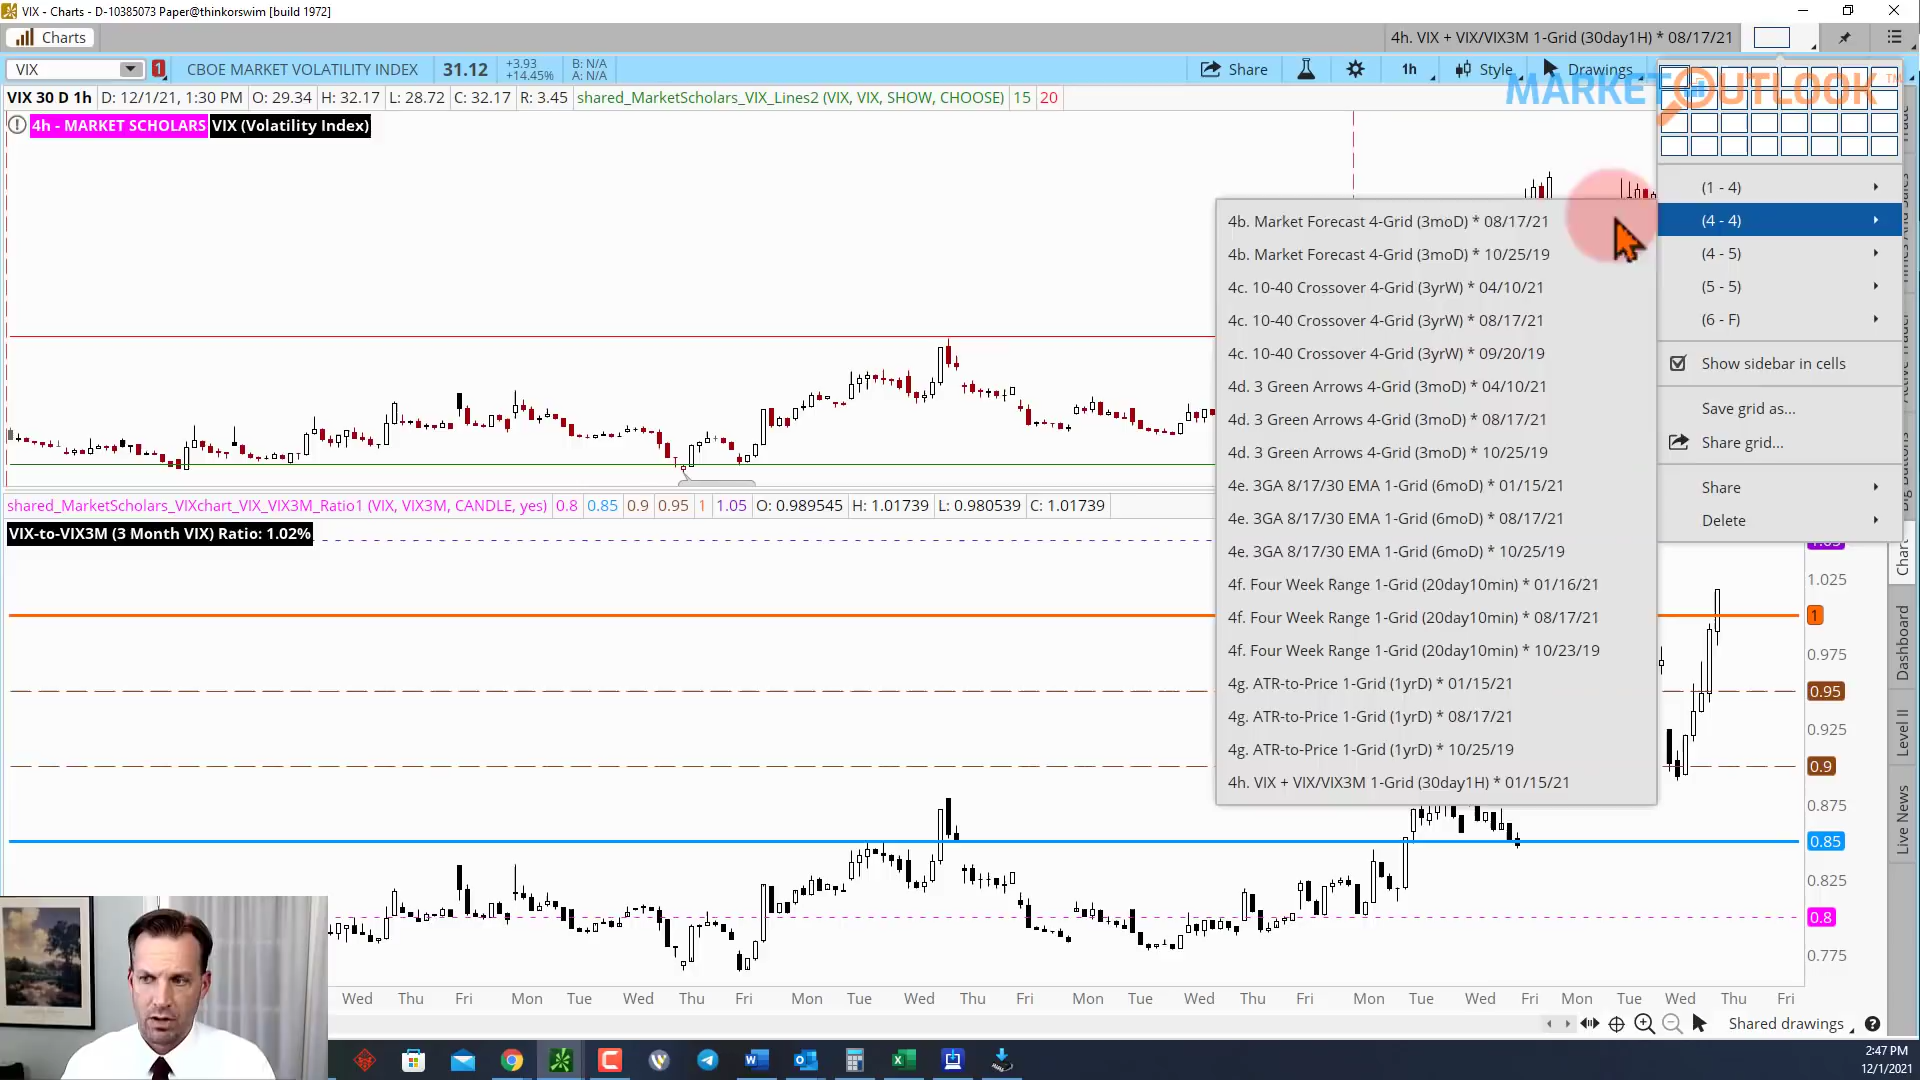 VIX - Charts - D-10385073 Paper@thinkorswim [build 1972]
Charts
4h. VIX + VIX/VIX3M 1-Grid (30day1H) * 08/17/21
VIX
1
CBOE MARKET VOLATILITY INDEX
31.12
+3.93
+14.45%
B: N/A
A: N/A
Share
1h
Style
Drawings
MARKET OUTLOOK TM
VIX 30 D 1h
D: 12/1/21, 1:30 PM
O: 29.34
H: 32.17
L: 28.72
C: 32.17
R: 3.45
shared_MarketScholars_VIX_Lines2 (VIX, VIX, SHOW, CHOOSE)
15
20
4h - MARKET SCHOLARS
VIX (Volatility Index)
(1 - 4)
(4 - 4)
(4 - 5)
(5 - 5)
(6 - F)
Show sidebar in cells
Save grid as...
Share grid...
Share
Delete
4b. Market Forecast 4-Grid (3moD) * 08/17/21
4b. Market Forecast 4-Grid (3moD) * 10/25/19
4c. 10-40 Crossover 4-Grid (3yrW) * 04/10/21
4c. 10-40 Crossover 4-Grid (3yrW) * 08/17/21
4c. 10-40 Crossover 4-Grid (3yrW) * 09/20/19
4d. 3 Green Arrows 4-Grid (3moD) * 04/10/21
4d. 3 Green Arrows 4-Grid (3moD) * 08/17/21
4d. 3 Green Arrows 4-Grid (3moD) * 10/25/19
4e. 3GA 8/17/30 EMA 1-Grid (6moD) * 01/15/21
4e. 3GA 8/17/30 EMA 1-Grid (6moD) * 08/17/21
4e. 3GA 8/17/30 EMA 1-Grid (6moD) * 10/25/19
4f. Four Week Range 1-Grid (20day10min) * 01/16/21
4f. Four Week Range 1-Grid (20day10min) * 08/17/21
4f. Four Week Range 1-Grid (20day10min) * 10/23/19
4g. ATR-to-Price 1-Grid (1yrD) * 01/15/21
4g. ATR-to-Price 1-Grid (1yrD) * 08/17/21
4g. ATR-to-Price 1-Grid (1yrD) * 10/25/19
4h. VIX + VIX/VIX3M 1-Grid (30day1H) * 01/15/21
shared_MarketScholars_VIXchart_VIX_VIX3M_Ratio1 (VIX, VIX3M, CANDLE, yes)
0.8
0.85
0.9
0.95
1
1.05
O: 0.989545
H: 1.01739
L: 0.980539
C: 1.01739
VIX-to-VIX3M (3 Month VIX) Ratio: 1.02%
1.025
1
0.975
0.95
0.925
0.9
0.875
0.85
0.825
0.8
0.775
Dashboard
Level II
Live News
Wed Thu Fri Mon Tue Wed Thu Fri Mon Tue Wed Thu Fri Mon Tue Wed Thu Fri Mon Tue Wed Fri Mon Tue Wed Thu Fri
Shared drawings
2:47 PM
12/1/2021